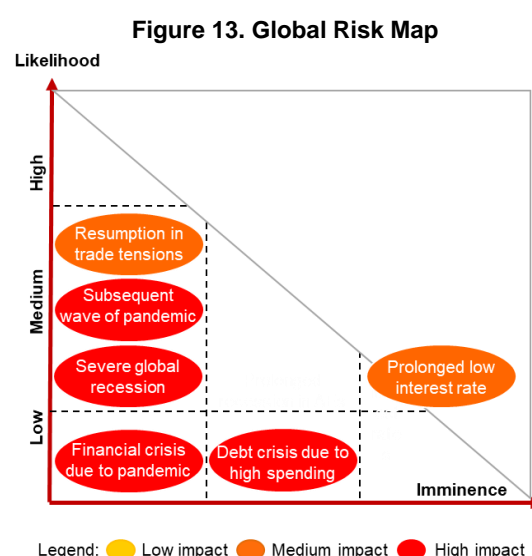 Figure 13. Global Risk Map
Likelihood
High
Medium
Low
Resumption in
trade tensions
Subsequent
wave of pandemic
Severe global
recession
Prolonged low
interest rate
Financial crisis
due to pandemic
Debt crisis due to
high spending
Imminence
Legend: Low impact Medium impact High impact